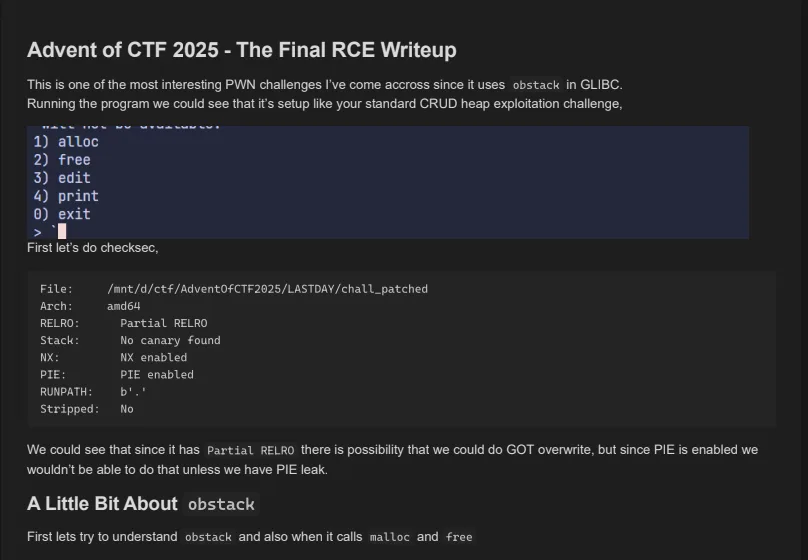 Advent of CTF 2025 - The Final RCE Writeup
This is one of the most interesting PWN challenges I've come accross since it uses obstack in GLIBC.
Running the program we could see that it's setup like your standard CRUD heap exploitation challenge,
will not be available.
1) alloc
2) free
3) edit
4) print
0) exit
> `
First let's do checksec,
File: /mnt/d/ctf/AdventOfCTF2025/LASTDAY/chall_patched
Arch: amd64
RELRO: Partial RELRO
Stack: No canary found
NX: NX enabled
PIE: PIE enabled
RUNPATH: b'.'
Stripped: No
We could see that since it has Partial RELRO there is possibility that we could do GOT overwrite, but since PIE is enabled we
wouldn't be able to do that unless we have PIE leak.
A Little Bit About obstack
First lets try to understand obstack and also when it calls malloc and free